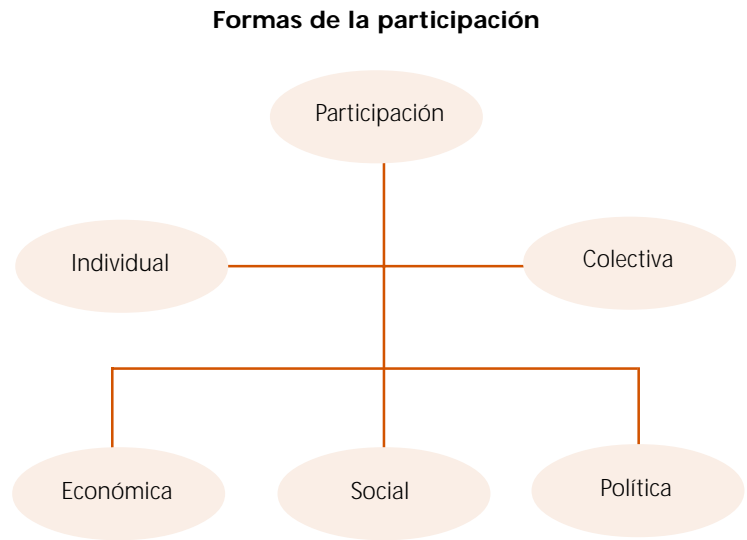 Formas de la participación
Participación
Individual
Colectiva
Económica
Social
Política